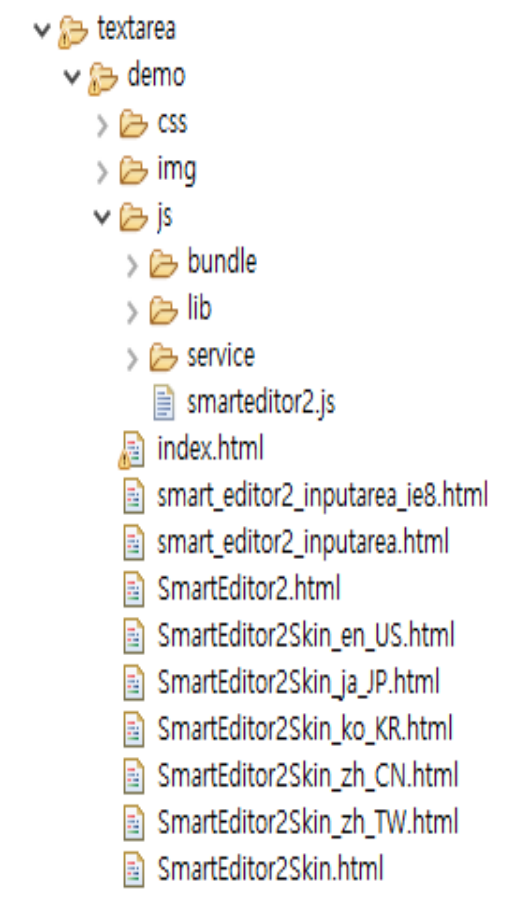 textarea
demo
css
img
js
bundle
lib
service
smarteditor2.js
index.html
smart_editor2_inputarea_ie8.html
smart_editor2_inputarea.html
SmartEditor2.html
SmartEditor2Skin_en_US.html
SmartEditor2Skin_ja_JP.html
SmartEditor2Skin_ko_KR.html
SmartEditor2Skin_zh_CN.html
SmartEditor2Skin_zh_TW.html
SmartEditor2Skin.html